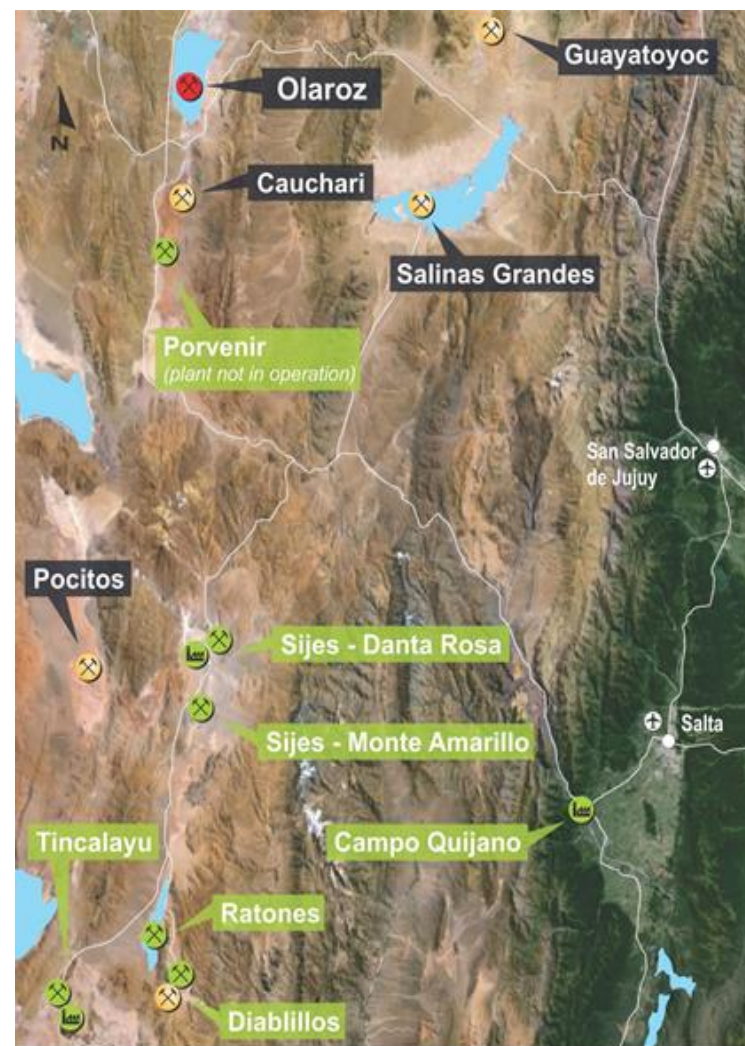 Guayatoyoc
Olaroz
N
Cauchari
Salinas Grandes
Porvenir
(plant not in operation)
San Salvador
de Jujuy
Pocitos
Sijes - Danta Rosa
Salta
Sijes - Monte Amarillo
Tincalayu
Campo Quijano
Ratones
Diablillos